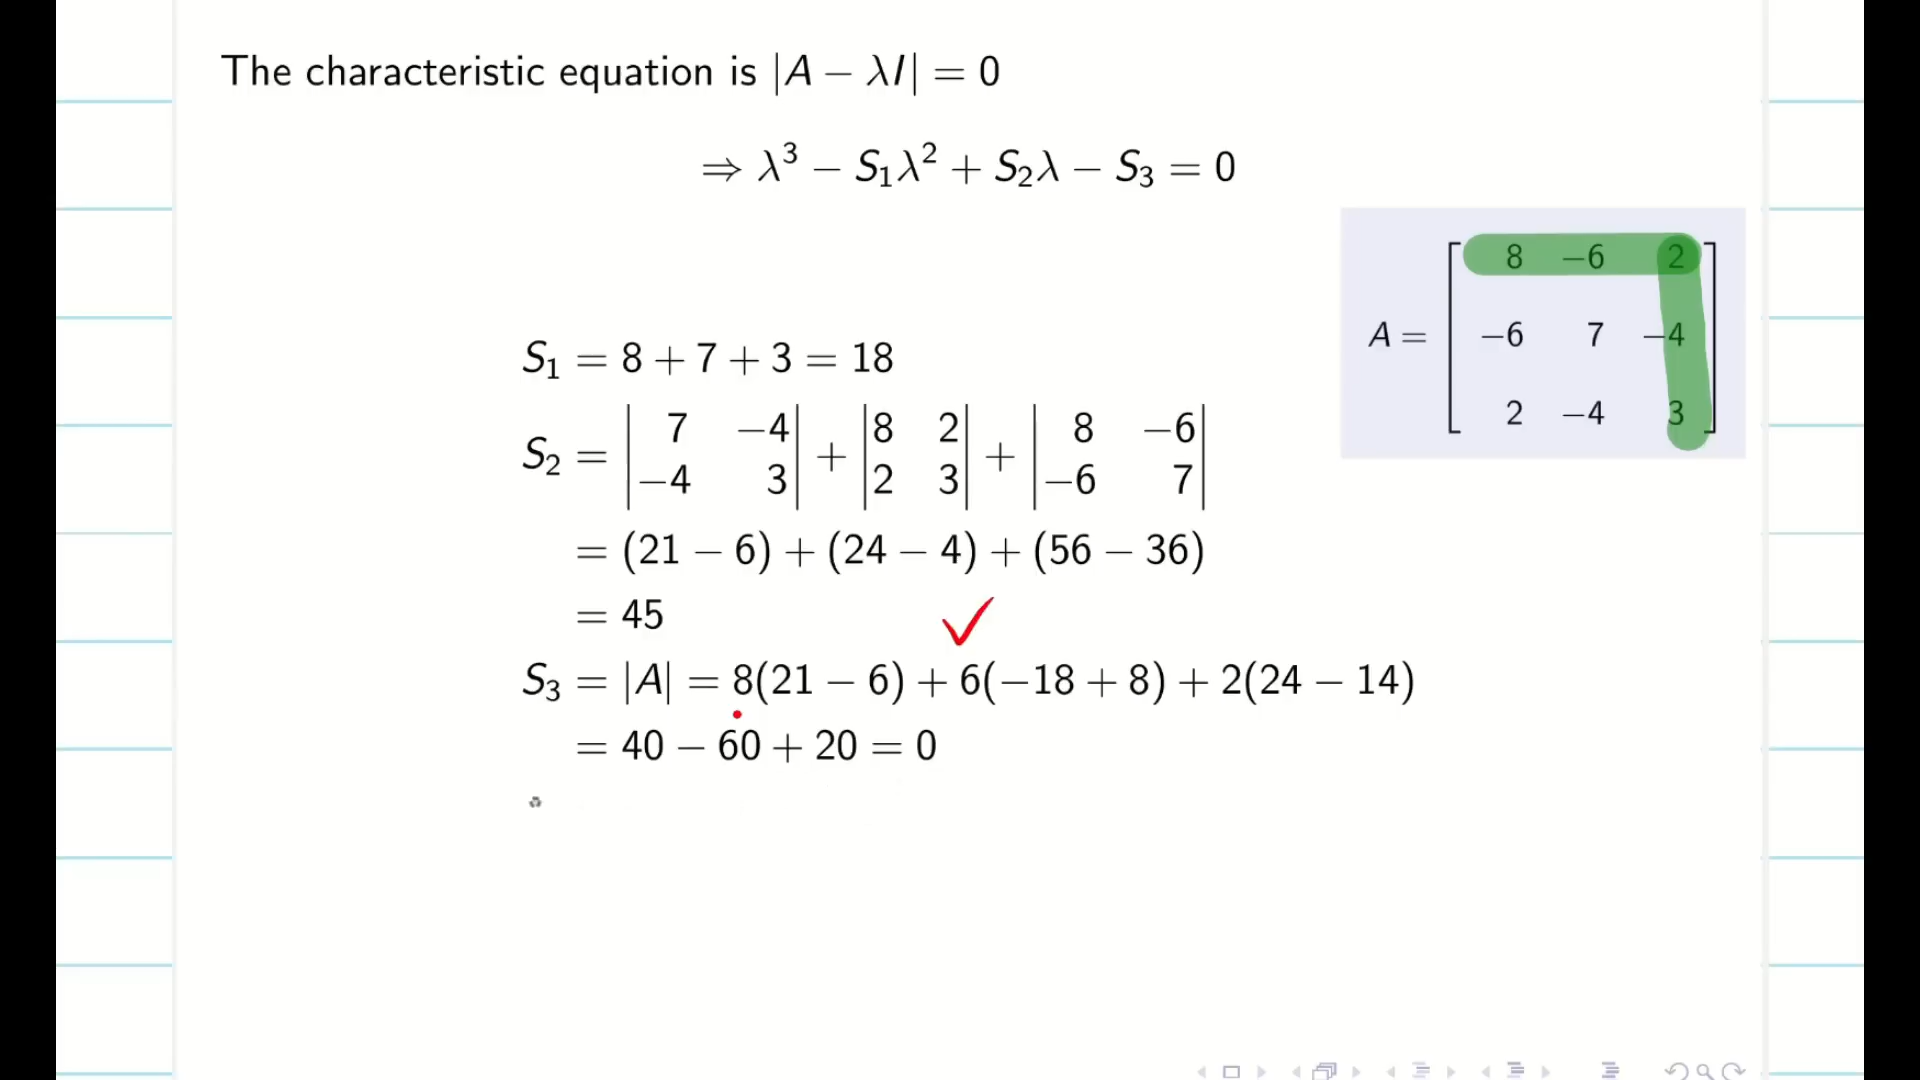 The characteristic equation is |A − λI| = 0
⇒ λ³ − S₁λ² + S₂λ − S₃ = 0
A = [ 8 −6 2
−6 7 −4
2 −4 3 ]
S₁ = 8 + 7 + 3 = 18
S₂ = | 7 −4 | + | 8 2 | + | 8 −6 |
| −4 3 | | 2 3 | | −6 7 |
= (21 − 6) + (24 − 4) + (56 − 36)
= 45
S₃ = |A| = 8(21 − 6) + 6(−18 + 8) + 2(24 − 14)
= 40 − 60 + 20 = 0